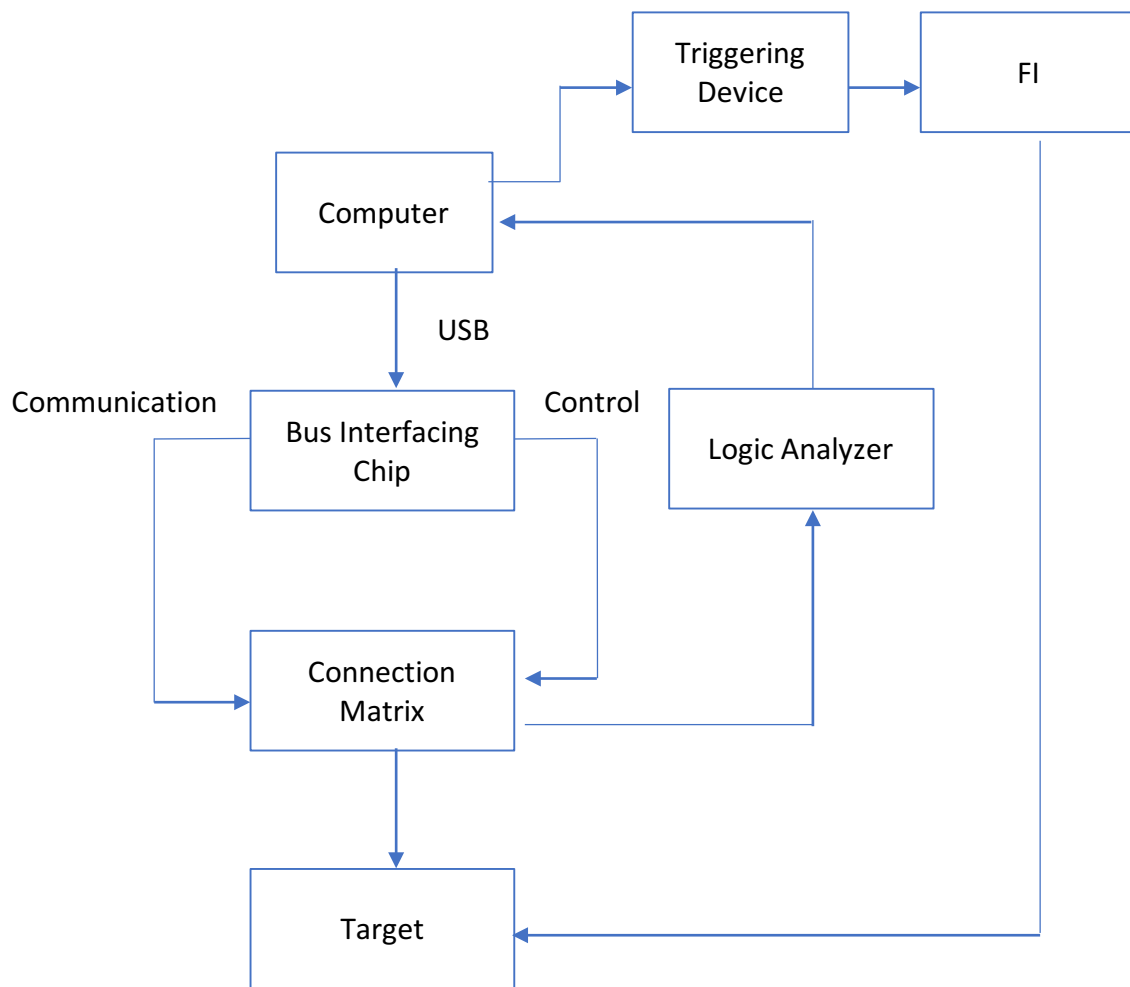 Triggering
Device
FI
Computer
USB
Communication
Bus Interfacing
Chip
Control
Logic Analyzer
Connection
Matrix
Target